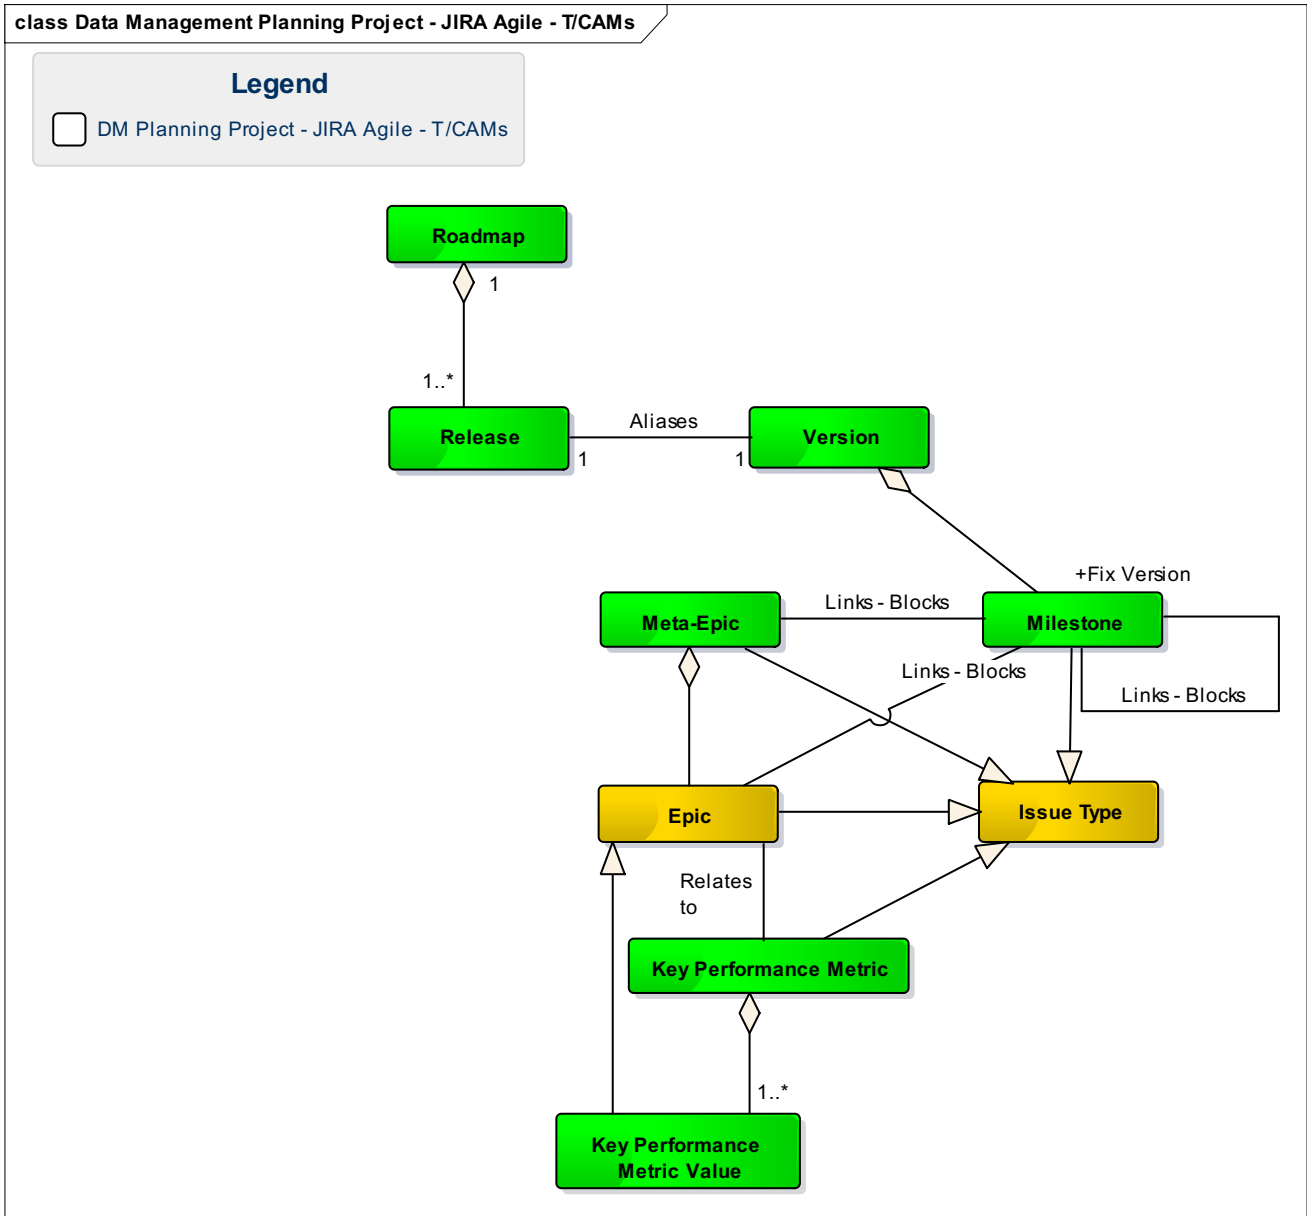 class Data Management Planning Project - JIRA Agile - T/CAMs
Legend
DM Planning Project - JIRA Agile - T/CAMs
Roadmap
1
1..*
Release
Aliases
Version
1
1
+Fix Version
Meta-Epic
Links - Blocks
Milestone
Links - Blocks
Links - Blocks
Epic
Issue Type
Relates
to
Key Performance Metric
1..*
Key Performance
Metric Value